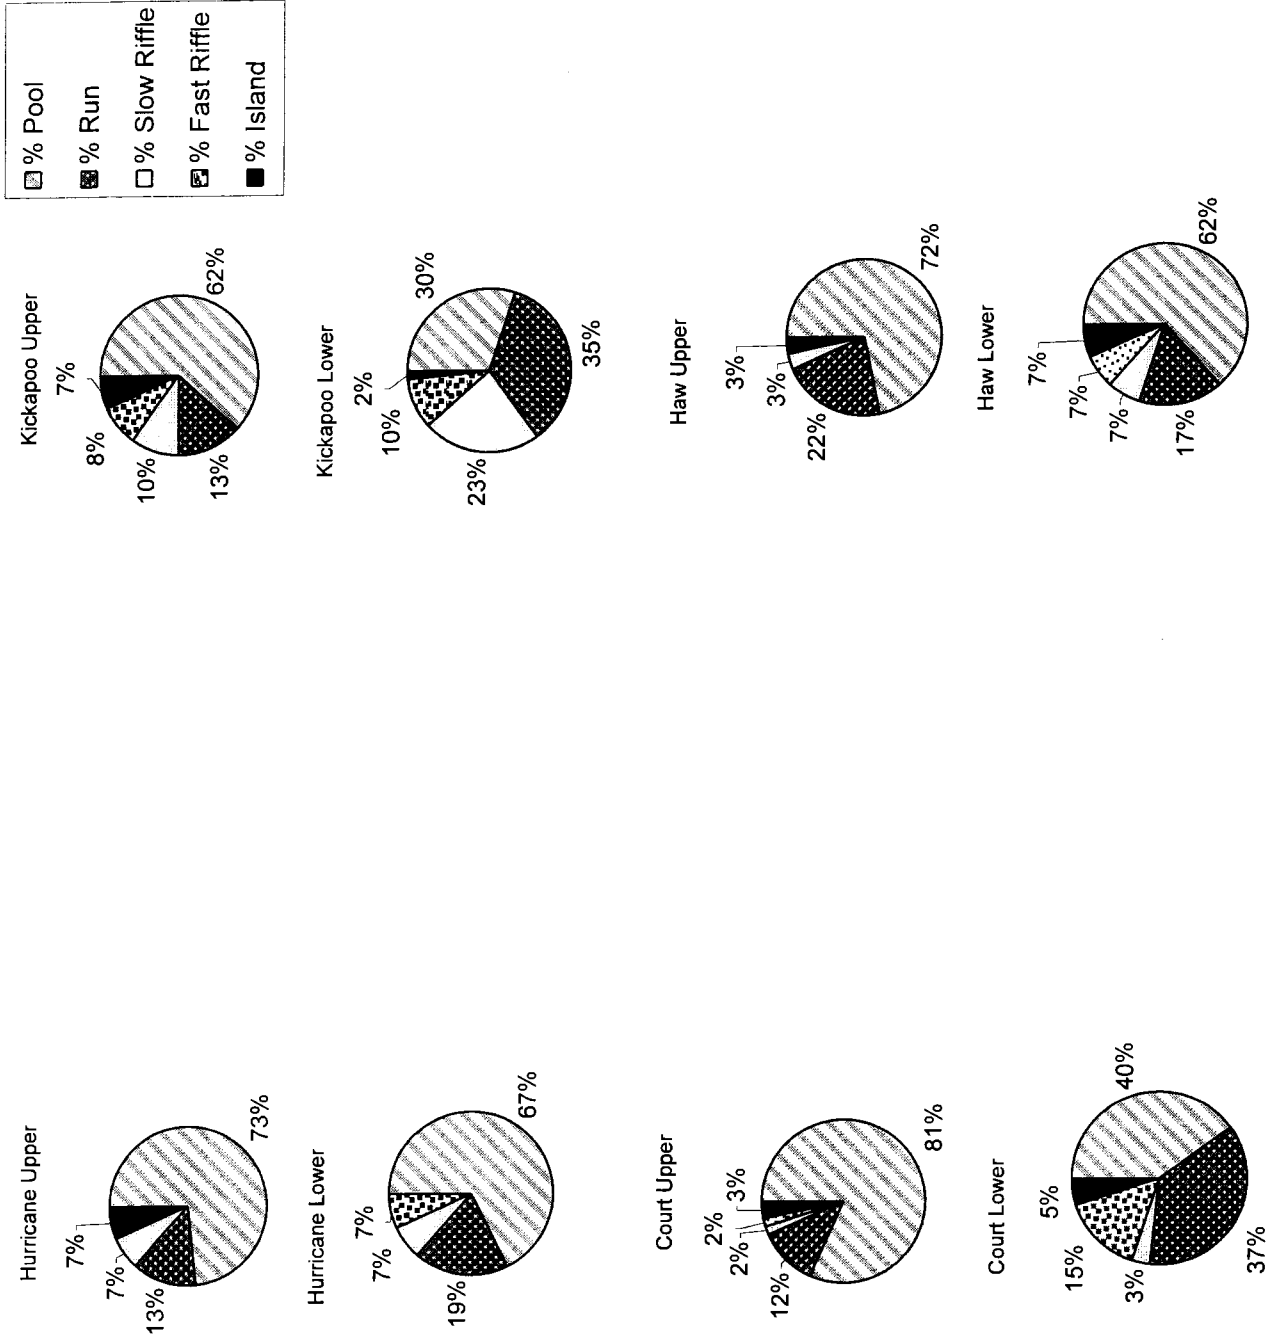 % Pool
% Run
% Slow Riffle
% Fast Riffle
% Island
Hurricane Upper
73%
13%
7%
7%
Kickapoo Upper
62%
13%
10%
8%
7%
Hurricane Lower
67%
19%
7%
7%
Kickapoo Lower
30%
35%
23%
10%
2%
Court Upper
81%
12%
2%
2%
3%
Haw Upper
72%
22%
3%
3%
Court Lower
40%
37%
3%
15%
5%
Haw Lower
62%
17%
7%
7%
7%